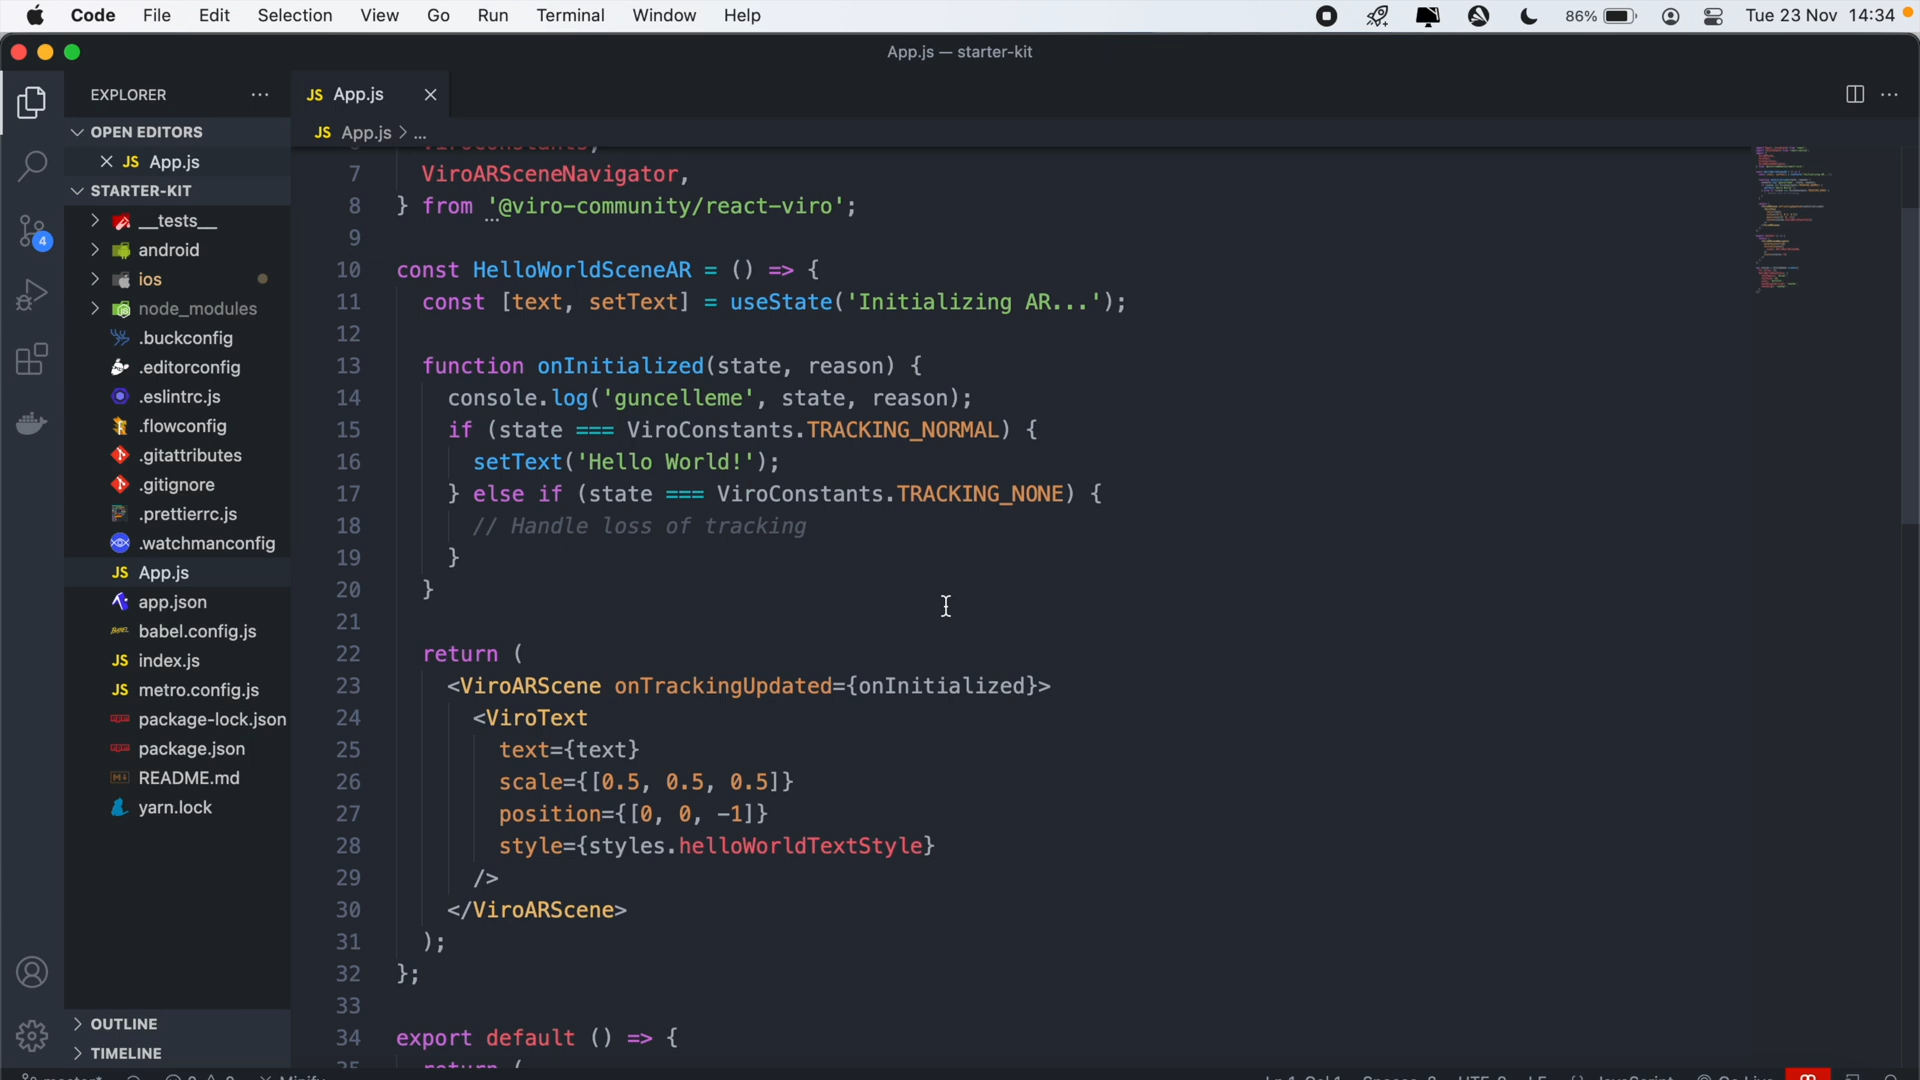 Code File Edit Selection View Go Run Terminal Window Help 86% Tue 23 Nov 14:34
App.js — starter-kit
EXPLORER
JS App.js
OPEN EDITORS
JS App.js > ...
JS App.js
STARTER-KIT
__tests__
android
ios
node_modules
.buckconfig
.editorconfig
.eslintrc.js
.flowconfig
.gitattributes
.gitignore
.prettierrc.js
.watchmanconfig
JS App.js
app.json
babel.config.js
JS index.js
JS metro.config.js
package-lock.json
package.json
README.md
yarn.lock
OUTLINE
TIMELINE
4
ViroConstants,
7 ViroARSceneNavigator,
8 } from '@viro-community/react-viro';
9
10 const HelloWorldSceneAR = () => {
11 const [text, setText] = useState('Initializing AR...');
12
13 function onInitialized(state, reason) {
14 console.log('guncelleme', state, reason);
15 if (state === ViroConstants.TRACKING_NORMAL) {
16 setText('Hello World!');
17 } else if (state === ViroConstants.TRACKING_NONE) {
18 // Handle loss of tracking
19 }
20 }
21
22 return (
23 <ViroARScene onTrackingUpdated={onInitialized}>
24 <ViroText
25 text={text}
26 scale={[0.5, 0.5, 0.5]}
27 position={[0, 0, -1]}
28 style={styles.helloWorldTextStyle}
29 />
30 </ViroARScene>
31 );
32 };
33
34 export default () => {
35 return (